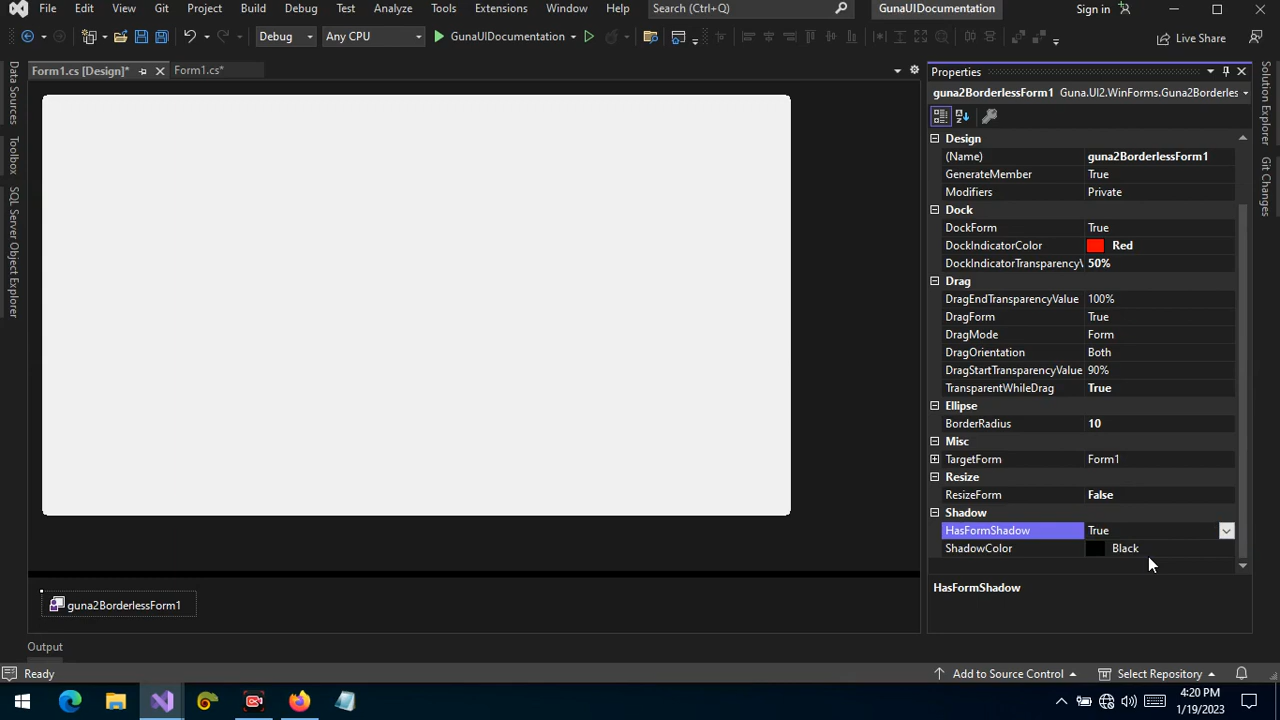 File Edit View Git Project Build Debug Test Analyze Tools Extensions Window Help Search (Ctrl+Q) GunaUIDocumentation Sign in
Debug Any CPU GunaUIDocumentation Live Share
Form1.cs [Design]* Form1.cs*
Data Sources
Toolbox
SQL Server Object Explorer
guna2BorderlessForm1
Output
Properties
guna2BorderlessForm1 Guna.UI2.WinForms.Guna2Borderles
Design
(Name) guna2BorderlessForm1
GenerateMember True
Modifiers Private
Dock
DockForm True
DockIndicatorColor Red
DockIndicatorTransparencyV 50%
Drag
DragEndTransparencyValue 100%
DragForm True
DragMode Form
DragOrientation Both
DragStartTransparencyValue 90%
TransparentWhileDrag True
Ellipse
BorderRadius 10
Misc
TargetForm Form1
Resize
ResizeForm False
Shadow
HasFormShadow True
ShadowColor Black
HasFormShadow
Solution Explorer
Git Changes
Ready Add to Source Control Select Repository
4:20 PM
1/19/2023